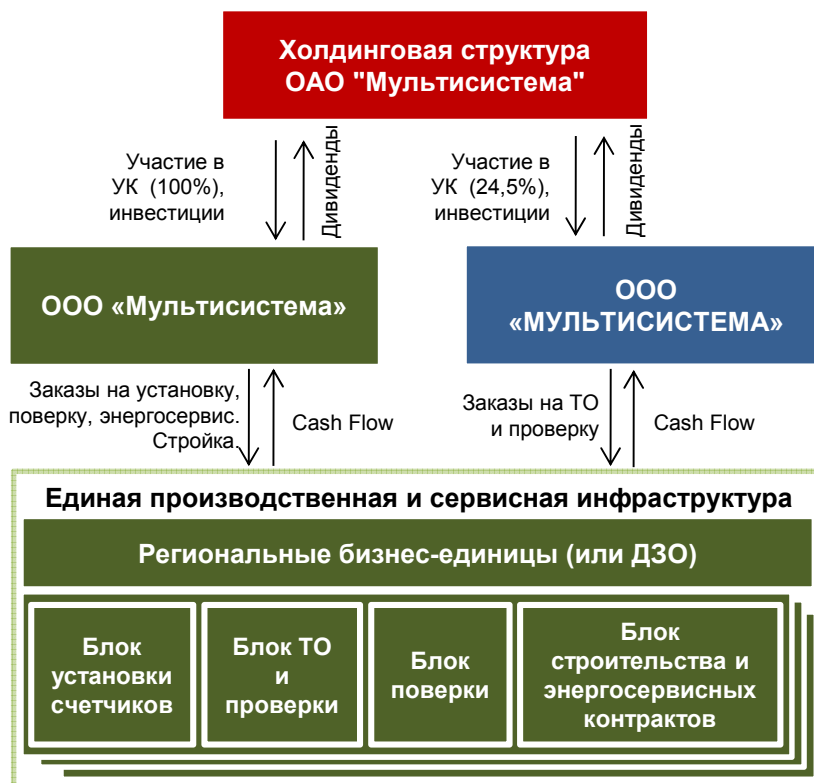 Холдинговая структура
ОАО "Мультисистема"
Участие в
УК (100%),
инвестиции
Дивиденды
Участие в
УК (24,5%),
инвестиции
Дивиденды
ООО «Мультисистема»
ООО
«МУЛЬТИСИСТЕМА»
Заказы на установку,
поверку, энергосервис.
Стройка.
Cash Flow
Заказы на ТО
и проверку
Cash Flow
Единая производственная и сервисная инфраструктура
Региональные бизнес-единицы (или ДЗО)
Блок
установки
счетчиков
Блок ТО
и
проверки
Блок
поверки
Блок
строительства и
энергосервисных
контрактов